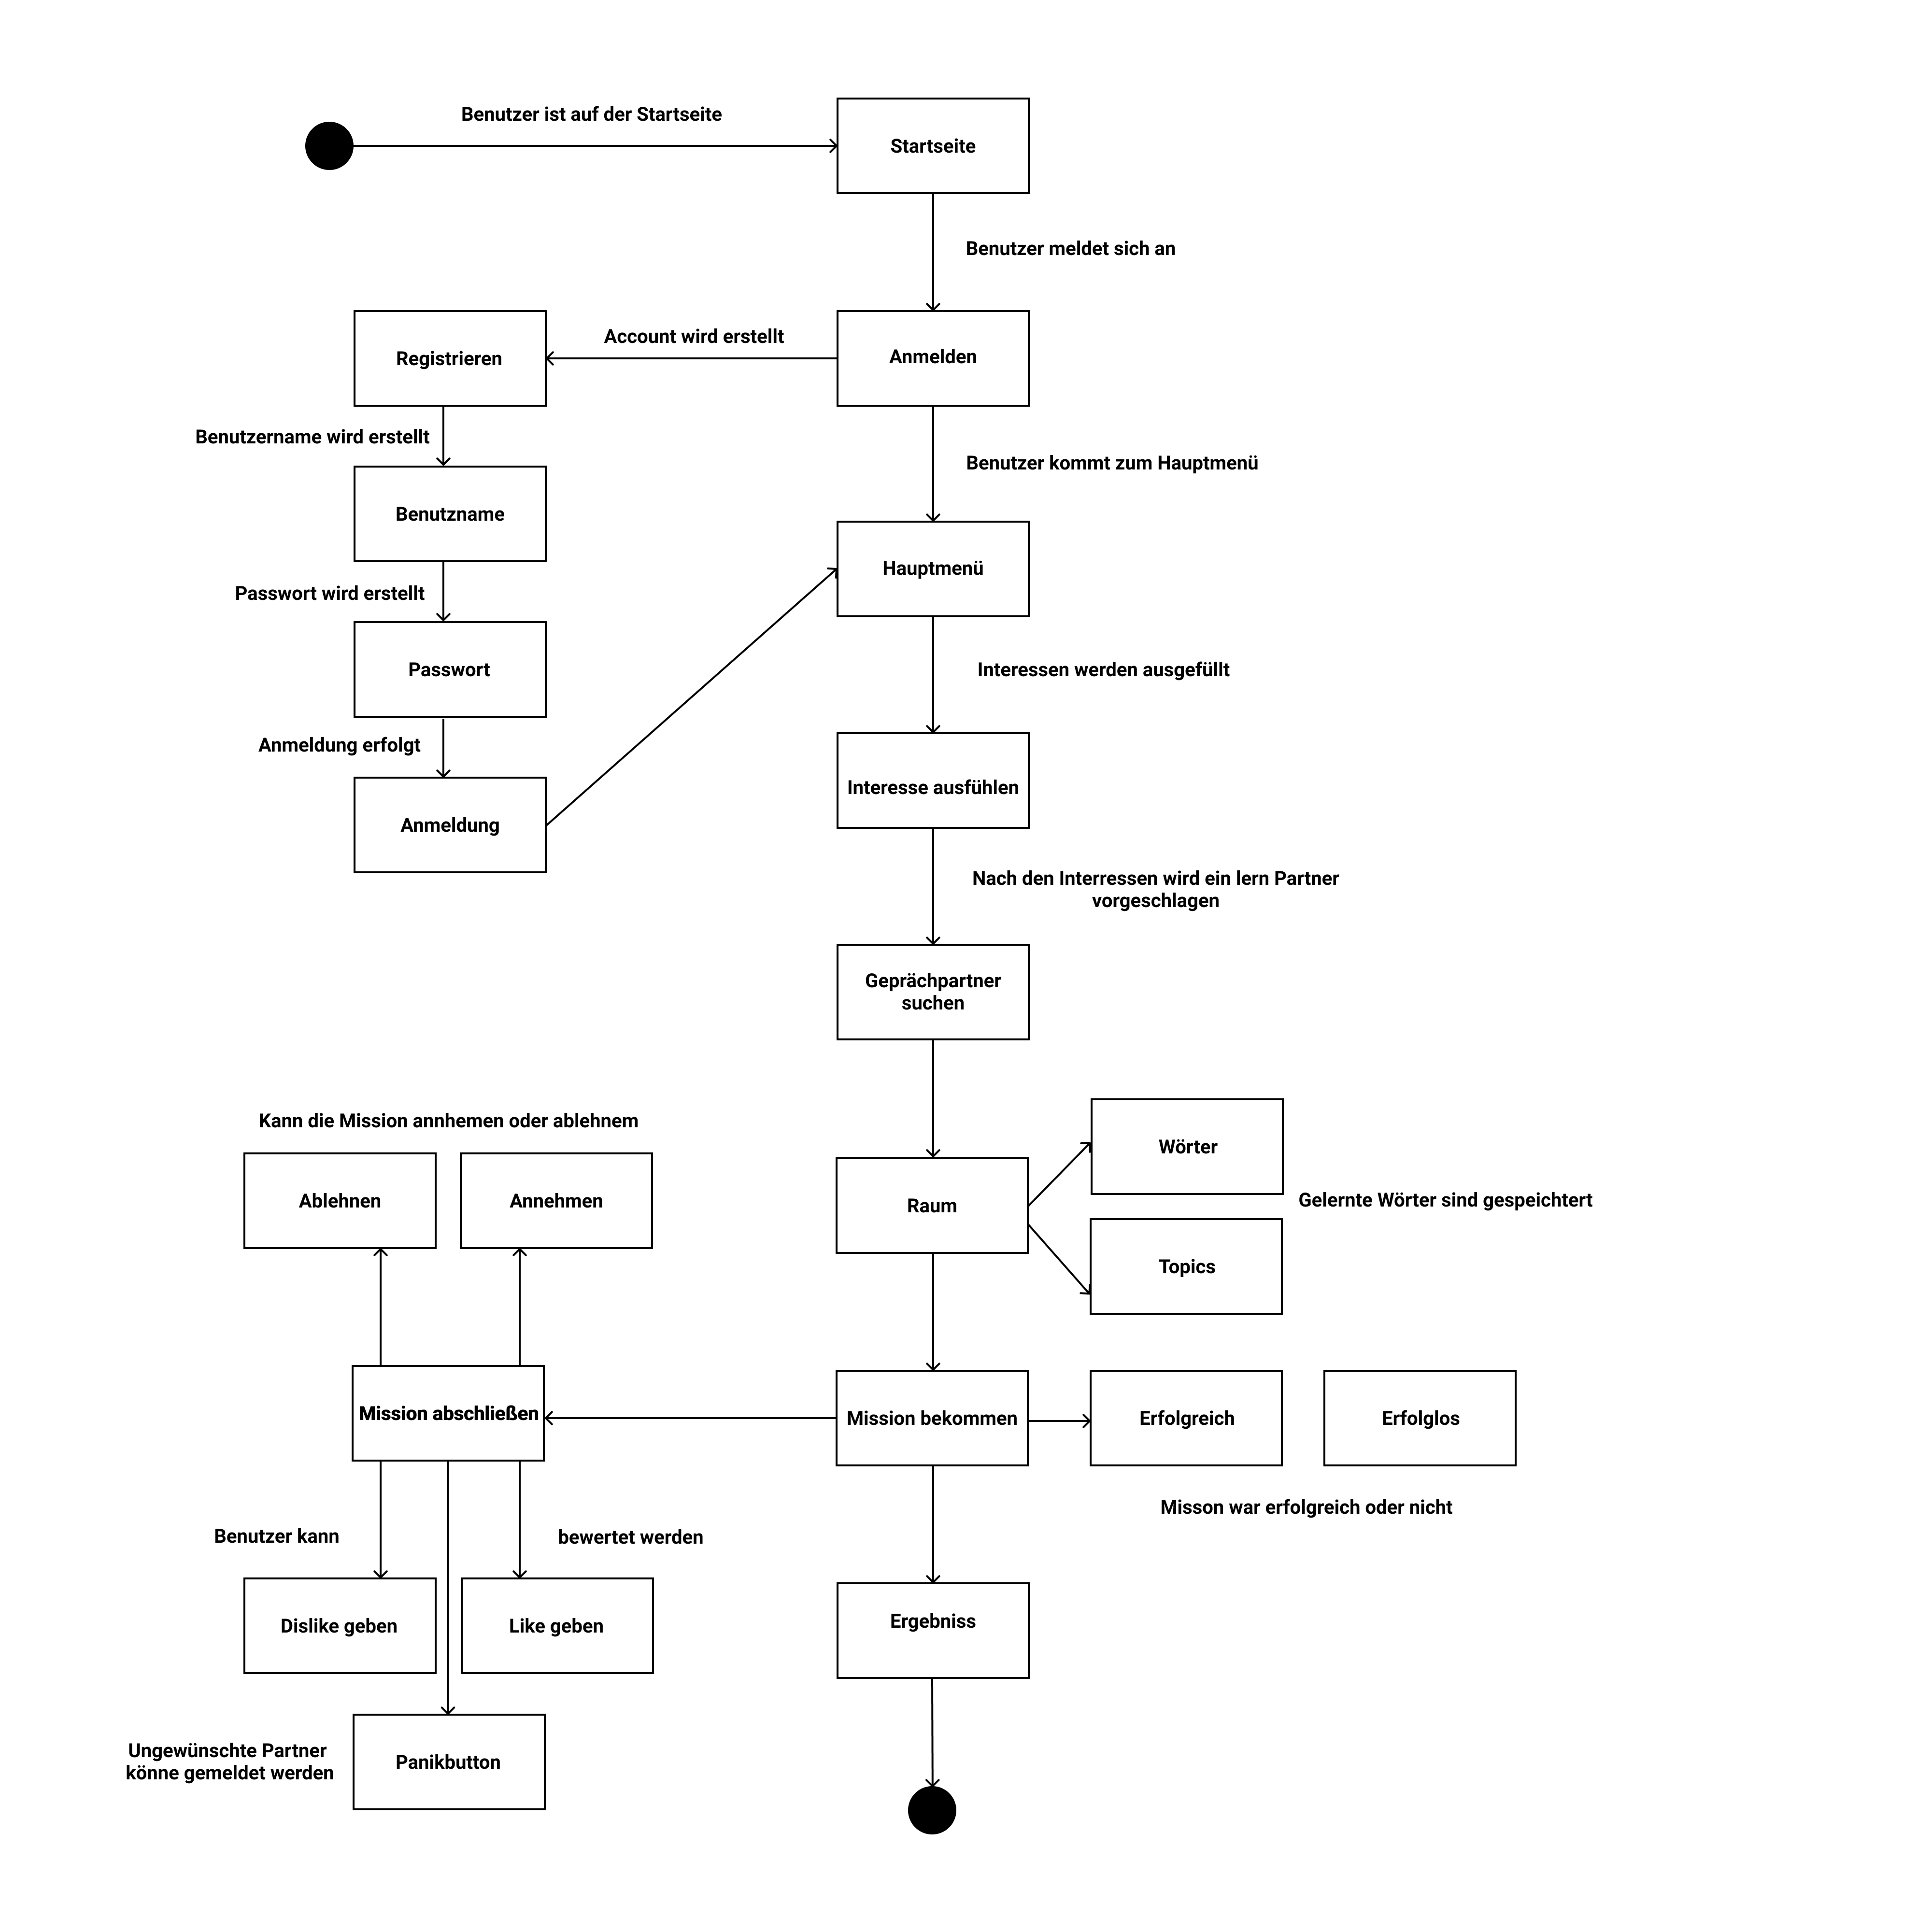 Benutzer ist auf der Startseite
Startseite
Benutzer meldet sich an
Registrieren
Account wird erstellt
Anmelden
Benutzername wird erstellt
Benutzer kommt zum Hauptmenü
Benutzname
Hauptmenü
Passwort wird erstellt
Passwort
Interessen werden ausgefüllt
Anmeldung erfolgt
Interesse ausfühlen
Anmeldung
Nach den Interressen wird ein lern Partner
vorgeschlagen
Geprächpartner
suchen
Kann die Mission annhemen oder ablehnem
Ablehnen
Annehmen
Raum
Wörter
Gelernte Wörter sind gespeichtert
Topics
Mission abschließen
Mission bekommen
Erfolgreich
Erfolglos
Misson war erfolgreich oder nicht
Benutzer kann
bewertet werden
Dislike geben
Like geben
Ergebniss
Ungewünschte Partner
könne gemeldet werden
Panikbutton